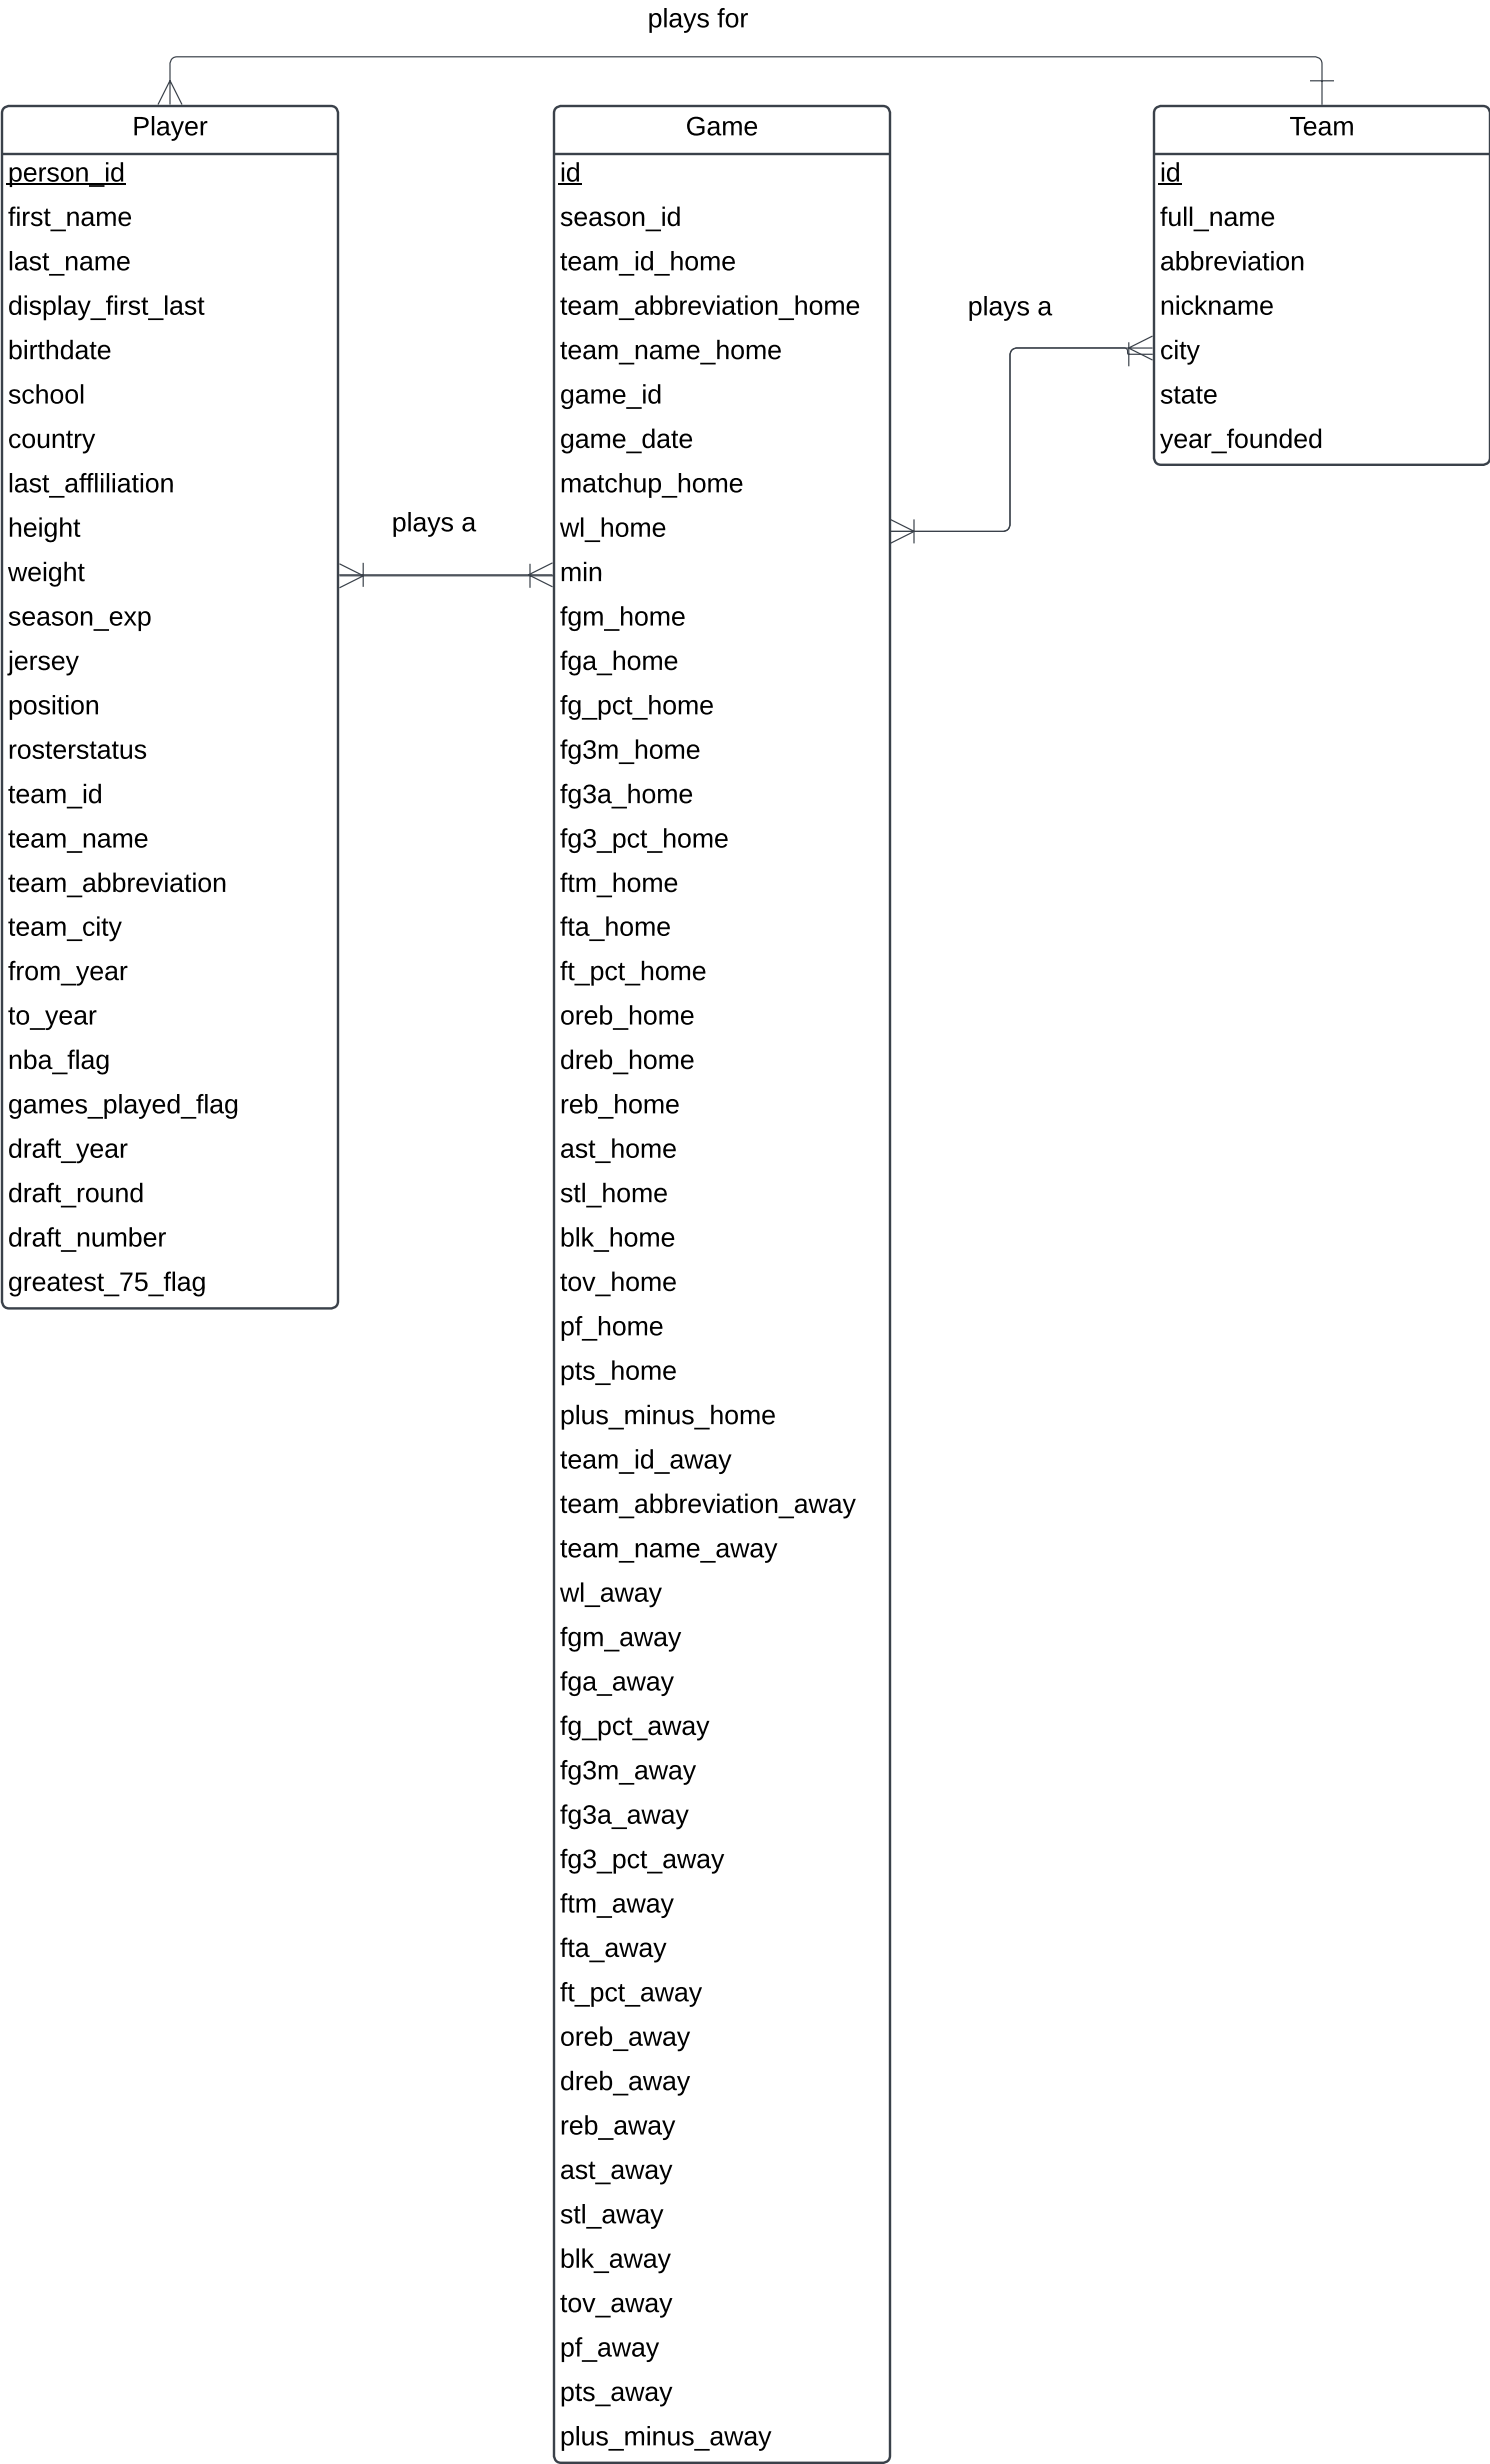 plays for
Player
person_id
first_name
last_name
display_first_last
birthdate
school
country
last_affliliation
height
weight
season_exp
jersey
position
rosterstatus
team_id
team_name
team_abbreviation
team_city
from_year
to_year
nba_flag
games_played_flag
draft_year
draft_round
draft_number
greatest_75_flag
plays a
Game
id
season_id
team_id_home
team_abbreviation_home
team_name_home
game_id
game_date
matchup_home
wl_home
min
fgm_home
fga_home
fg_pct_home
fg3m_home
fg3a_home
fg3_pct_home
ftm_home
fta_home
ft_pct_home
oreb_home
dreb_home
reb_home
ast_home
stl_home
blk_home
tov_home
pf_home
pts_home
plus_minus_home
team_id_away
team_abbreviation_away
team_name_away
wl_away
fgm_away
fga_away
fg_pct_away
fg3m_away
fg3a_away
fg3_pct_away
ftm_away
fta_away
ft_pct_away
oreb_away
dreb_away
reb_away
ast_away
stl_away
blk_away
tov_away
pf_away
pts_away
plus_minus_away
plays a
Team
id
full_name
abbreviation
nickname
city
state
year_founded